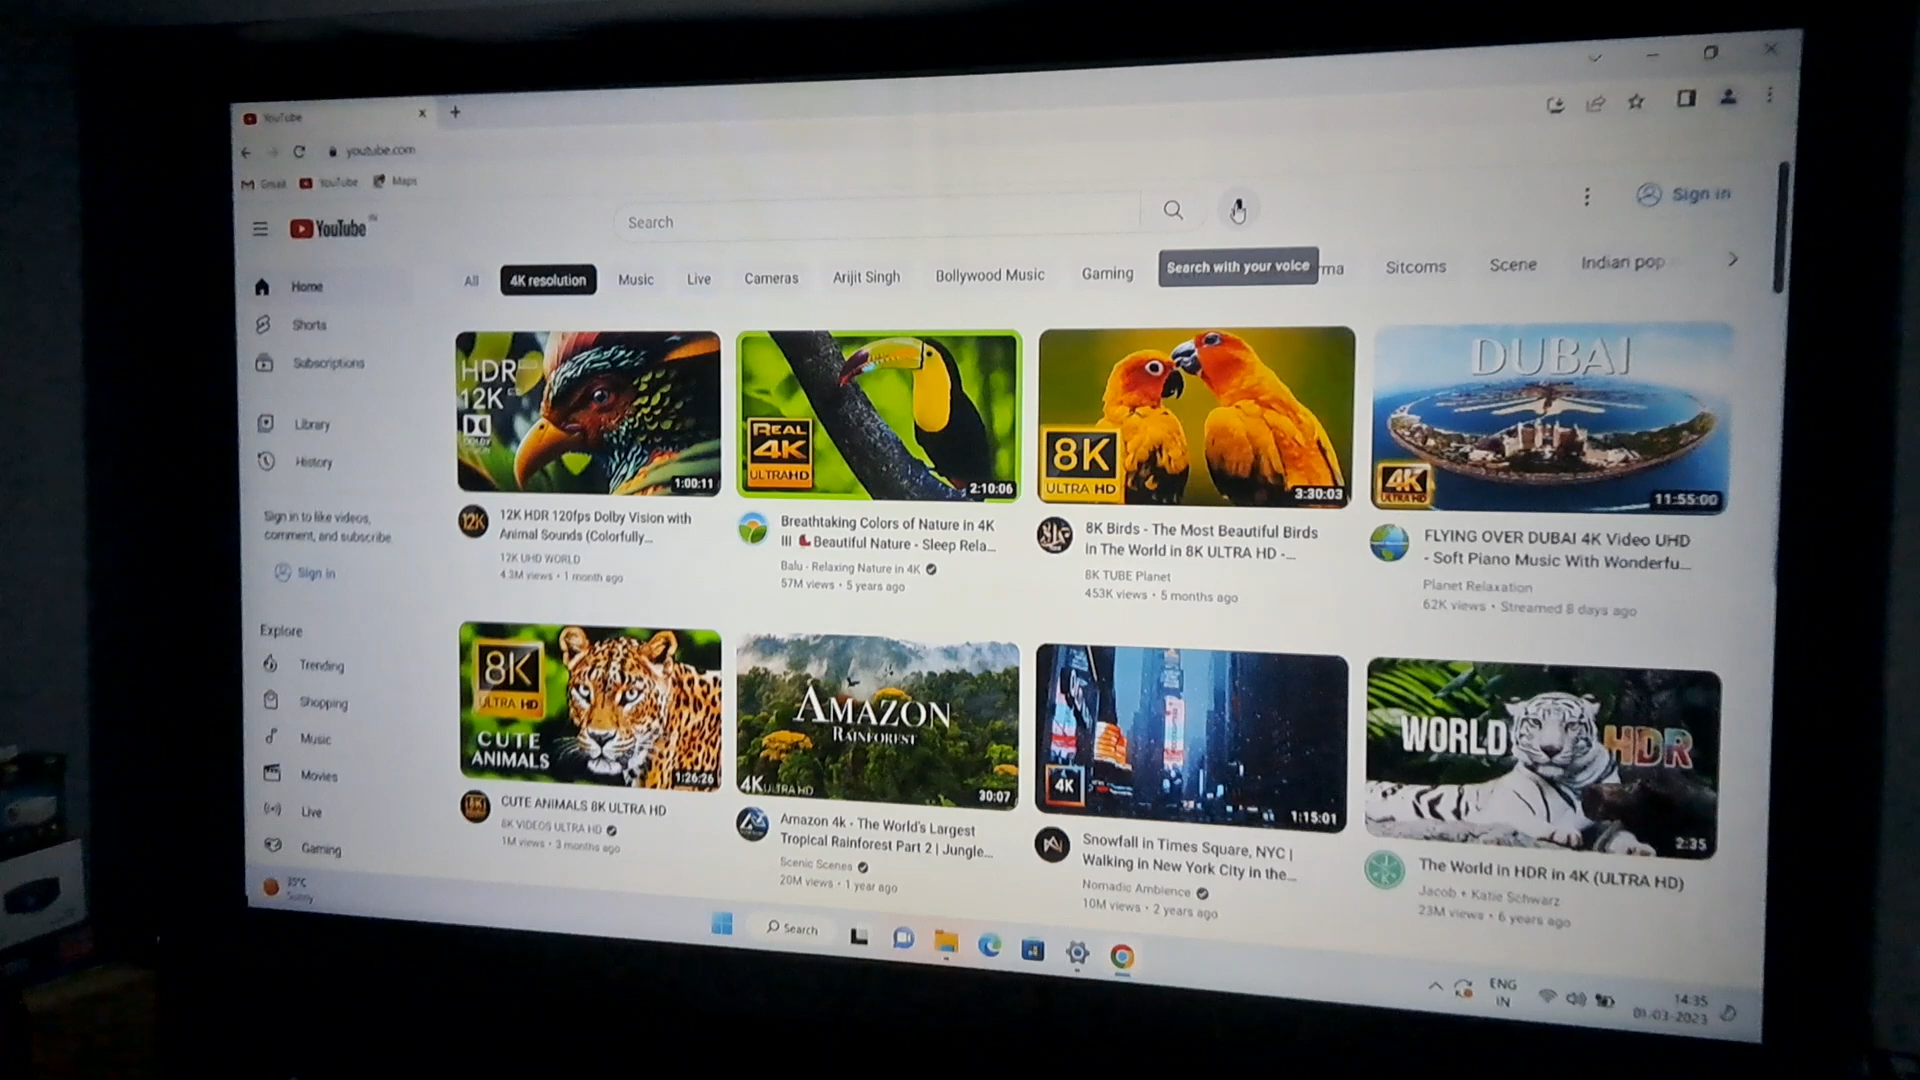 YouTube
youtube.com
Gmail YouTube Maps
YouTube IN
Search
Sign in
Search with your voice
All 4K resolution Music Live Cameras Arijit Singh Bollywood Music Gaming rma Sitcoms Scene Indian pop
Home
Shorts
Subscriptions
Library
History
Sign in to like videos,
comment, and subscribe.
Sign in
Explore
Trending
Shopping
Music
Movies
Live
Gaming
HDR
12K
1:00:11
12K
12K HDR 120fps Dolby Vision with
Animal Sounds (Colorfully...
12K UHD WORLD
4.3M views • 1 month ago
REAL
4K
ULTRAHD
2:10:06
Breathtaking Colors of Nature in 4K
III Beautiful Nature - Sleep Rela...
Balu - Relaxing Nature in 4K
57M views • 5 years ago
8K
ULTRA HD
3:30:03
8K Birds - The Most Beautiful Birds
in The World in 8K ULTRA HD -...
8K TUBE Planet
453K views • 5 months ago
DUBAI
4K
ULTRA HD
11:55:00
FLYING OVER DUBAI 4K Video UHD
- Soft Piano Music With Wonderfu...
Planet Relaxation
62K views • Streamed 8 days ago
8K
ULTRA HD
CUTE
ANIMALS
1:26:26
CUTE ANIMALS 8K ULTRA HD
8K VIDEOS ULTRA HD
1M views • 3 months ago
AMAZON
RAINFOREST
4K ULTRA HD
30:07
Amazon 4k - The World's Largest
Tropical Rainforest Part 2 | Jungle...
Scenic Scenes
20M views • 1 year ago
4K
1:15:01
Snowfall in Times Square, NYC |
Walking in New York City in the...
Nomadic Ambience
10M views • 2 years ago
WORLD HDR
2:35
The World in HDR in 4K (ULTRA HD)
Jacob + Katie Schwarz
23M views • 6 years ago
35°C
Sunny
Search
ENG
IN
14:35
01-03-2023